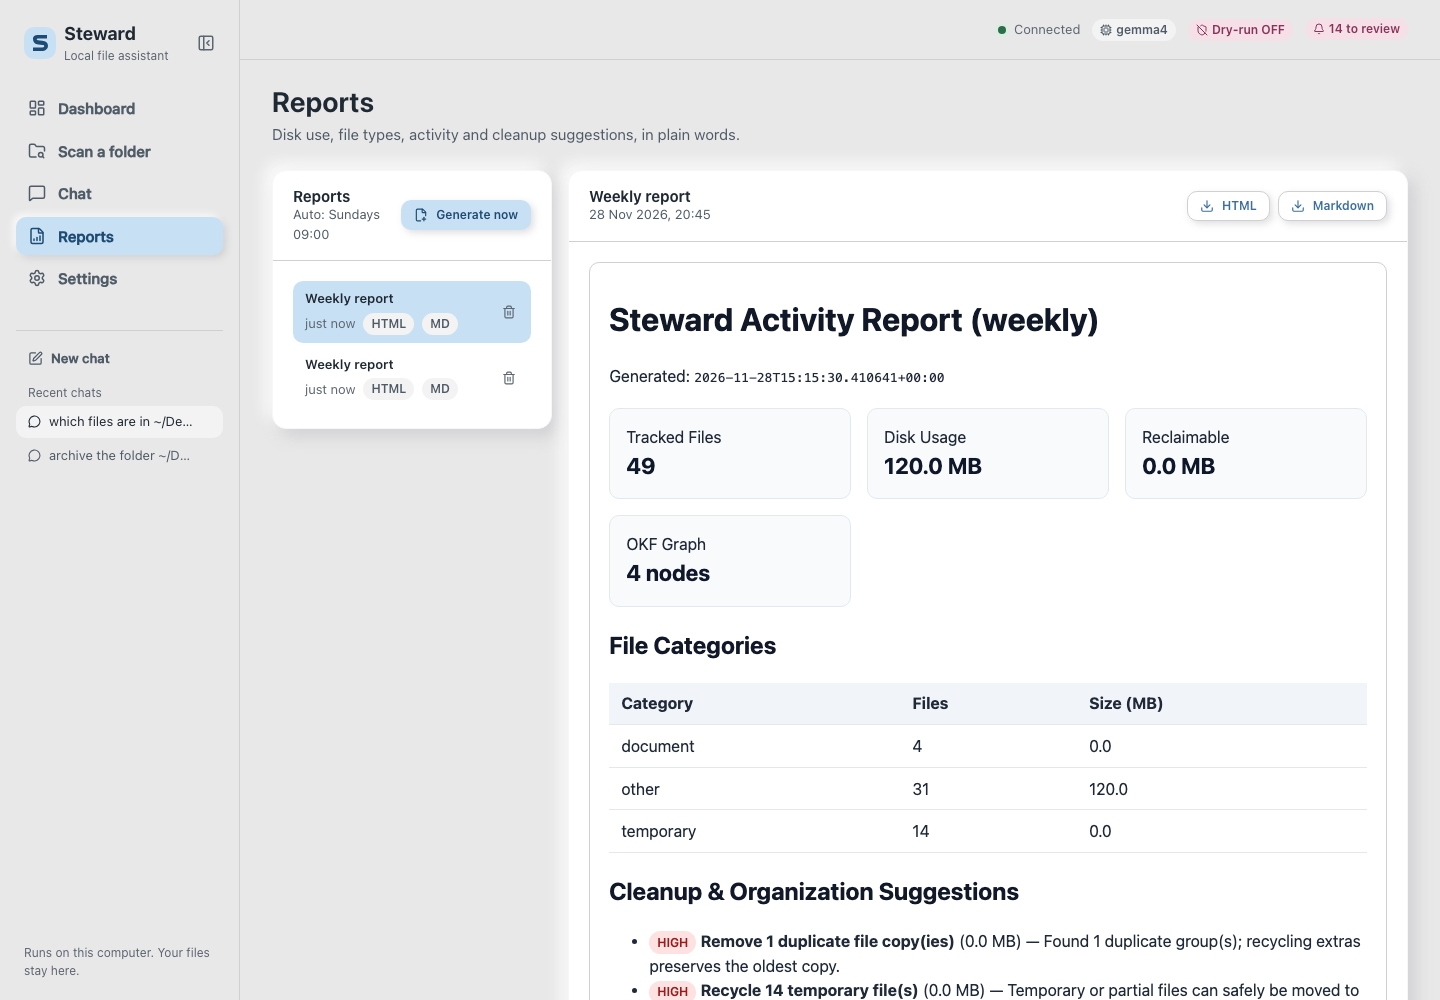 Steward
Local file assistant
Dashboard
Scan a folder
Chat
Reports
Settings
New chat
Recent chats
which files are in ~/De...
archive the folder ~/D...
Runs on this computer. Your files
stay here.
Connected
gemma4
Dry-run OFF
14 to review
Reports
Disk use, file types, activity and cleanup suggestions, in plain words.
Reports
Auto: Sundays
09:00
Generate now
Weekly report
just now HTML MD
Weekly report
just now HTML MD
Weekly report
28 Nov 2026, 20:45
HTML
Markdown
Steward Activity Report (weekly)
Generated: 2026-11-28T15:15:30.410641+00:00
Tracked Files
49
Disk Usage
120.0 MB
Reclaimable
0.0 MB
OKF Graph
4 nodes
File Categories
Category Files Size (MB)
document 4 0.0
other 31 120.0
temporary 14 0.0
Cleanup & Organization Suggestions
• HIGH Remove 1 duplicate file copy(ies) (0.0 MB) — Found 1 duplicate group(s); recycling extras
preserves the oldest copy.
• HIGH Recycle 14 temporary file(s) (0.0 MB) — Temporary or partial files can safely be moved to